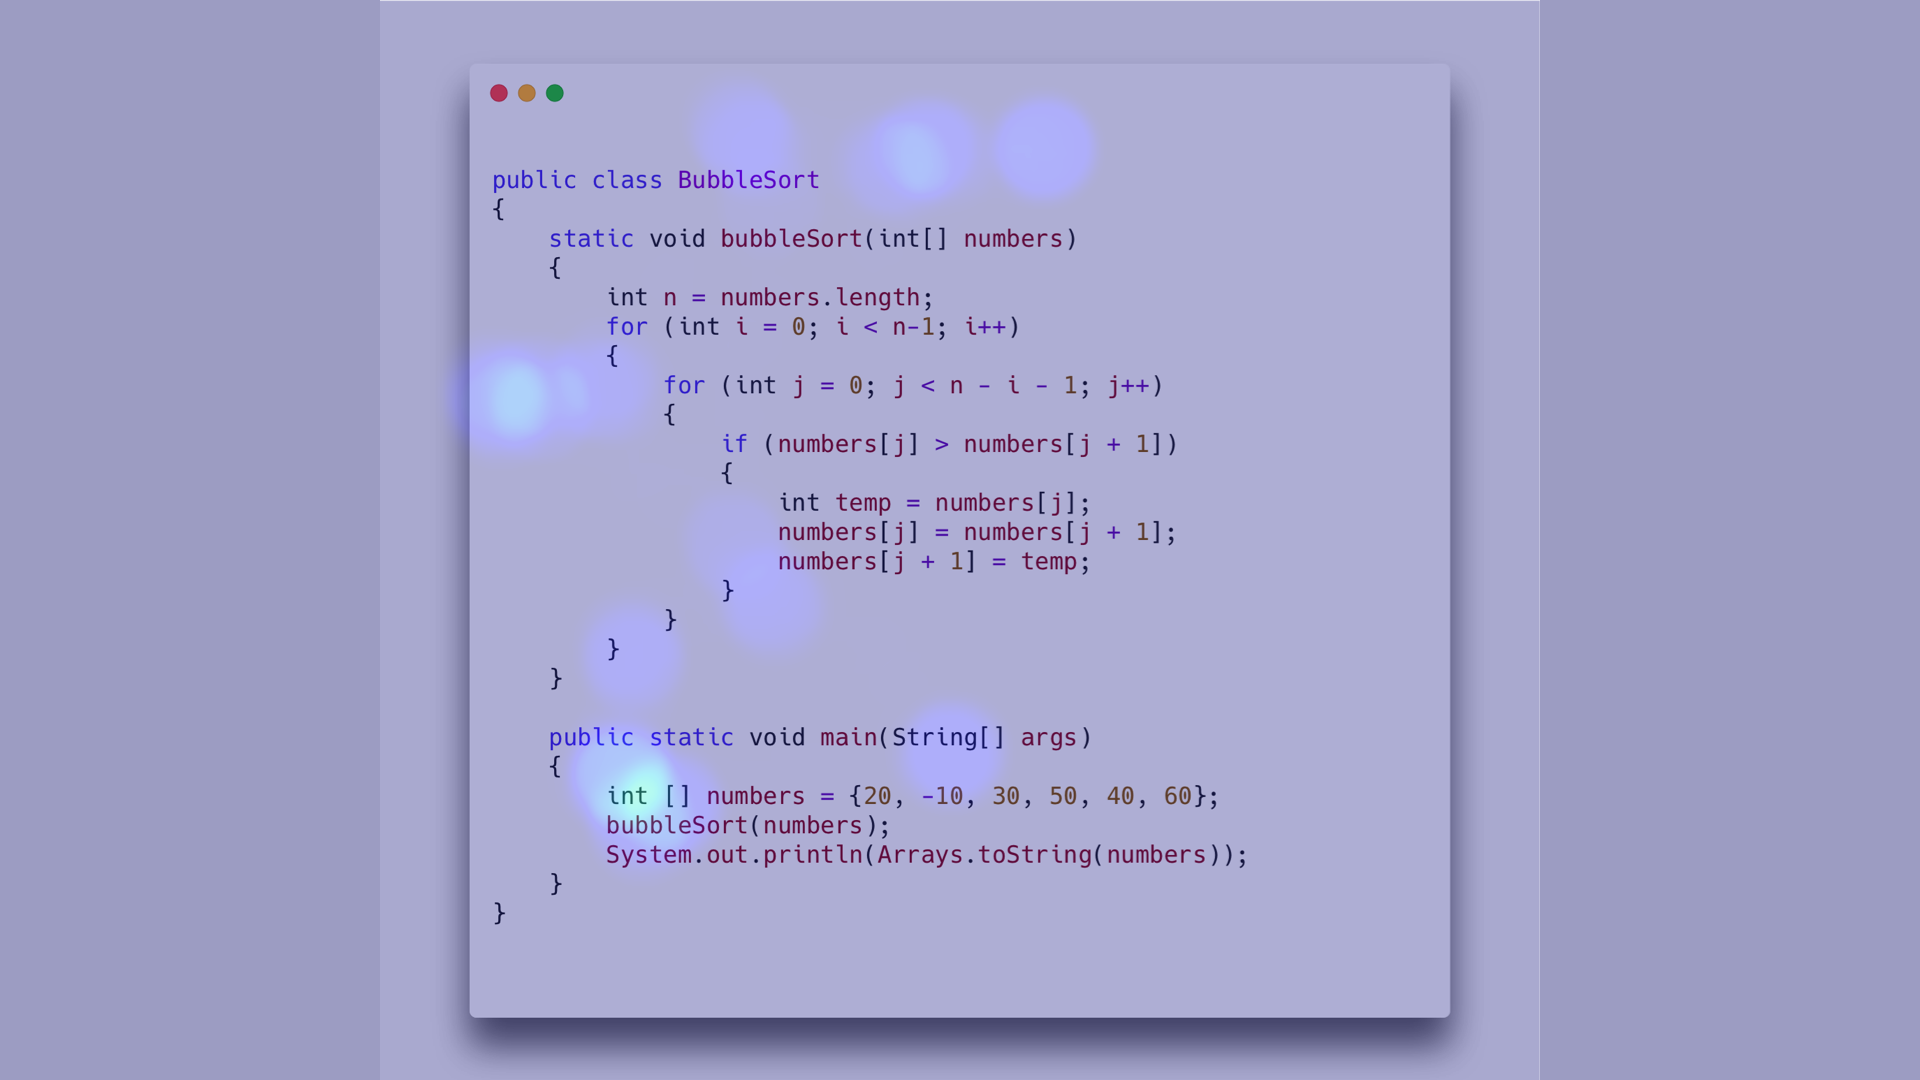 public class BubbleSort
{
    static void bubbleSort(int[] numbers)
    {
        int n = numbers.length;
        for (int i = 0; i < n-1; i++)
        {
            for (int j = 0; j < n - i - 1; j++)
            {
                if (numbers[j] > numbers[j + 1])
                {
                    int temp = numbers[j];
                    numbers[j] = numbers[j + 1];
                    numbers[j + 1] = temp;
                }
            }
        }
    }

    public static void main(String[] args)
    {
        int [] numbers = {20, -10, 30, 50, 40, 60};
        bubbleSort(numbers);
        System.out.println(Arrays.toString(numbers));
    }
}